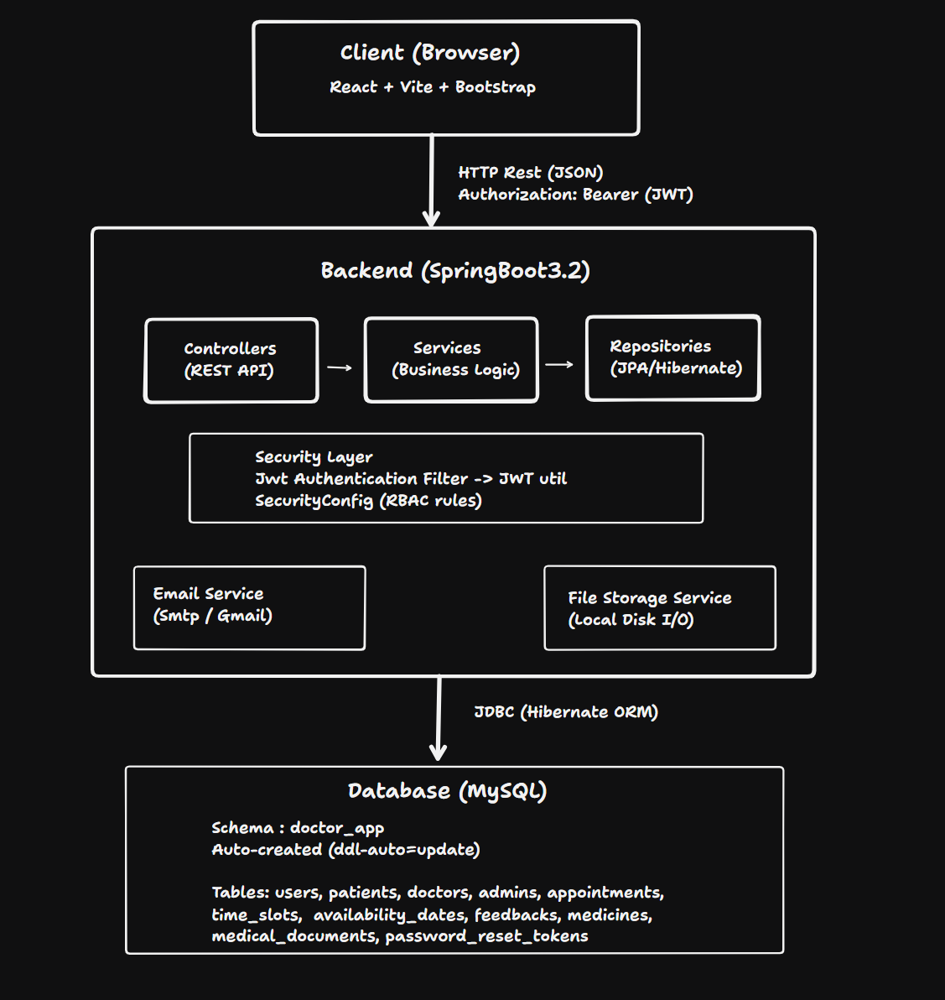 Client (Browser)
React + Vite + Bootstrap
HTTP Rest (JSON)
Authorization: Bearer (JWT)
Backend (SpringBoot3.2)
Controllers
(REST API)
Services
(Business Logic)
Repositories
(JPA/Hibernate)
Security Layer
Jwt Authentication Filter -> JWT util
SecurityConfig (RBAC rules)
Email Service
(Smtp / Gmail)
File Storage Service
(Local Disk I/O)
JDBC (Hibernate ORM)
Database (MySQL)
Schema : doctor_app
Auto-created (ddl-auto=update)
Tables: users, patients, doctors, admins, appointments,
time_slots,  availability_dates, feedbacks, medicines,
medical_documents, password_reset_tokens